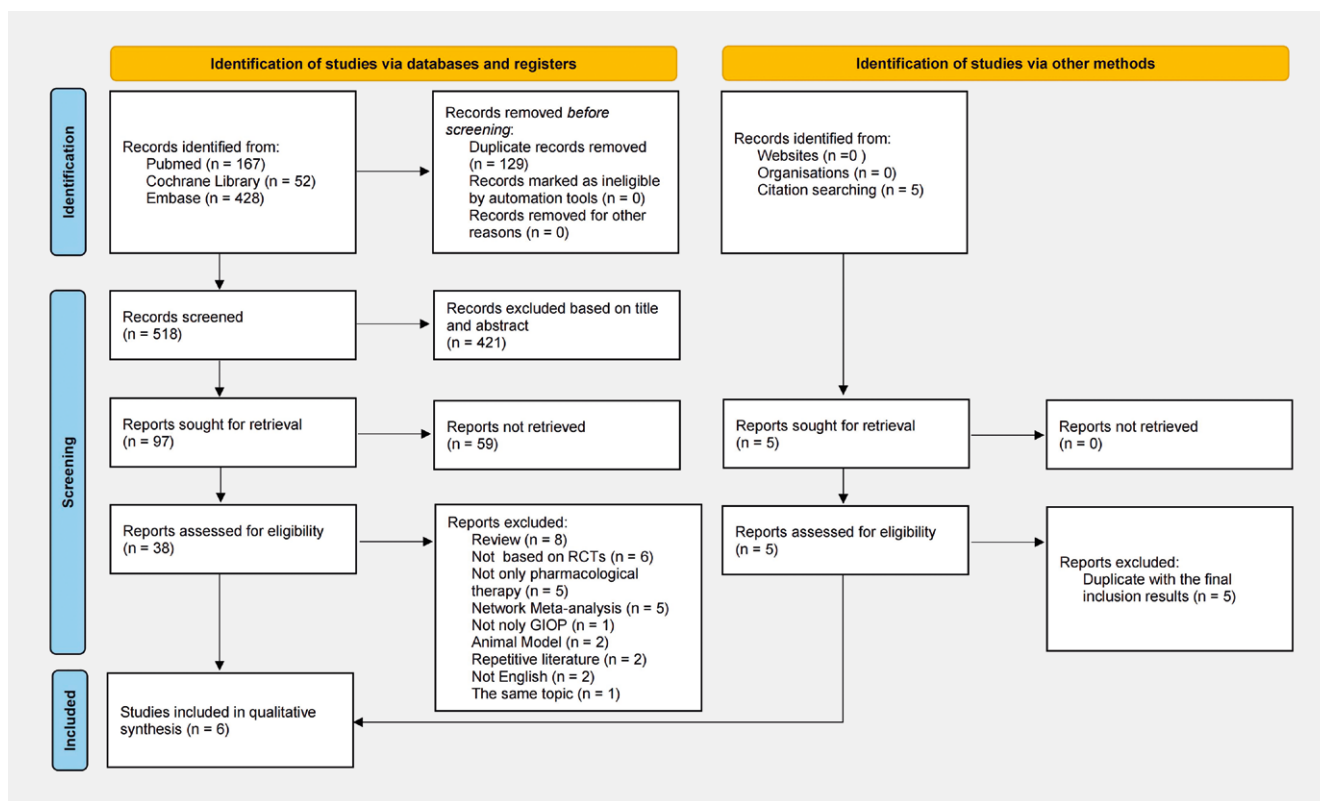 Identification of studies via databases and registers
Identification of studies via other methods
Identification
Records identified from:
Pubmed (n = 167)
Cochrane Library (n = 52)
Embase (n = 428)
Records removed before
screening:
Duplicate records removed
(n = 129)
Records marked as ineligible
by automation tools (n = 0)
Records removed for other
reasons (n = 0)
Records identified from:
Websites (n =0 )
Organisations (n = 0)
Citation searching (n = 5)
Screening
Records screened
(n = 518)
Records excluded based on title
and abstract
(n = 421)
Reports sought for retrieval
(n = 97)
Reports not retrieved
(n = 59)
Reports sought for retrieval
(n = 5)
Reports not retrieved
(n = 0)
Reports assessed for eligibility
(n = 38)
Reports excluded:
Review (n = 8)
Not based on RCTs (n = 6)
Not only pharmacological
therapy (n = 5)
Network Meta-analysis (n = 5)
Not noly GIOP (n = 1)
Animal Model (n = 2)
Repetitive literature (n = 2)
Not English (n = 2)
The same topic (n = 1)
Reports assessed for eligibility
(n = 5)
Reports excluded:
Duplicate with the final
inclusion results (n = 5)
Included
Studies included in qualitative
synthesis (n = 6)